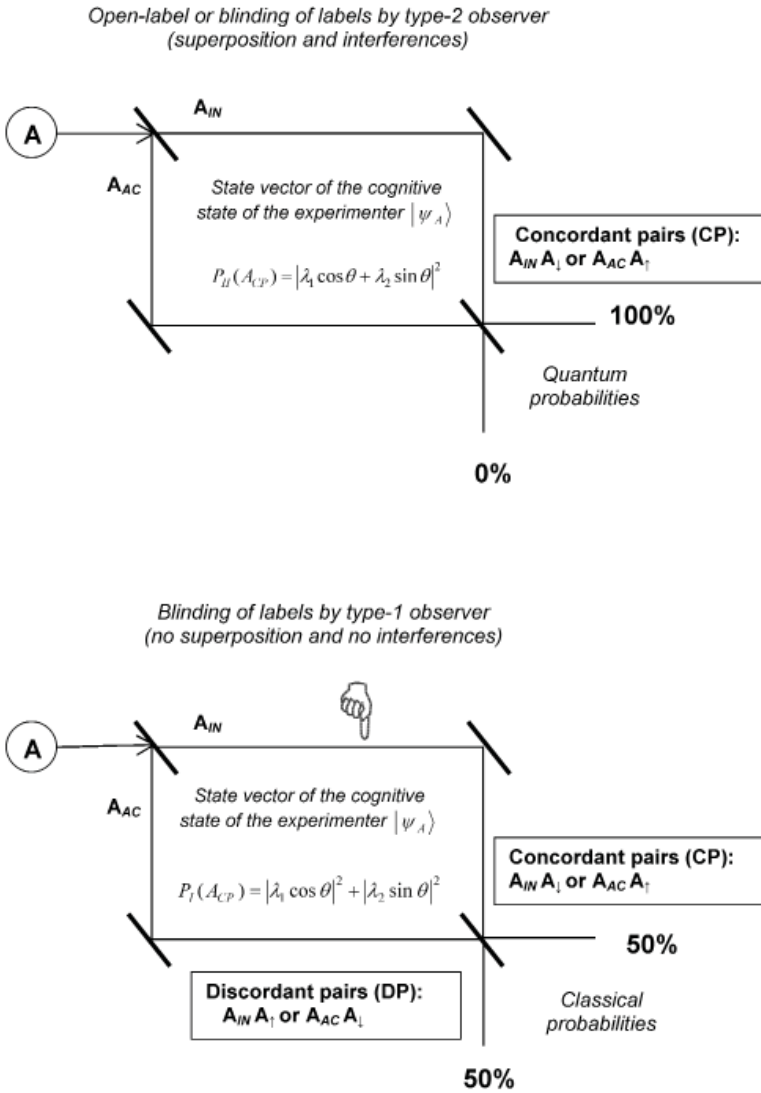 Open-label or blinding of labels by type-2 observer
(superposition and interferences)
A
A_IN
A_AC
State vector of the cognitive
state of the experimenter |ψ_A⟩
P_II(A_CP) = |λ₁ cos θ + λ₂ sin θ|²
Concordant pairs (CP):
A_IN A↓ or A_AC A↑
100%
Quantum
probabilities
0%
Blinding of labels by type-1 observer
(no superposition and no interferences)
A
A_IN
A_AC
State vector of the cognitive
state of the experimenter |ψ_A⟩
P_I(A_CP) = |λ₁ cos θ|² + |λ₂ sin θ|²
Concordant pairs (CP):
A_IN A↓ or A_AC A↑
50%
Discordant pairs (DP):
A_IN A↑ or A_AC A↓
Classical
probabilities
50%